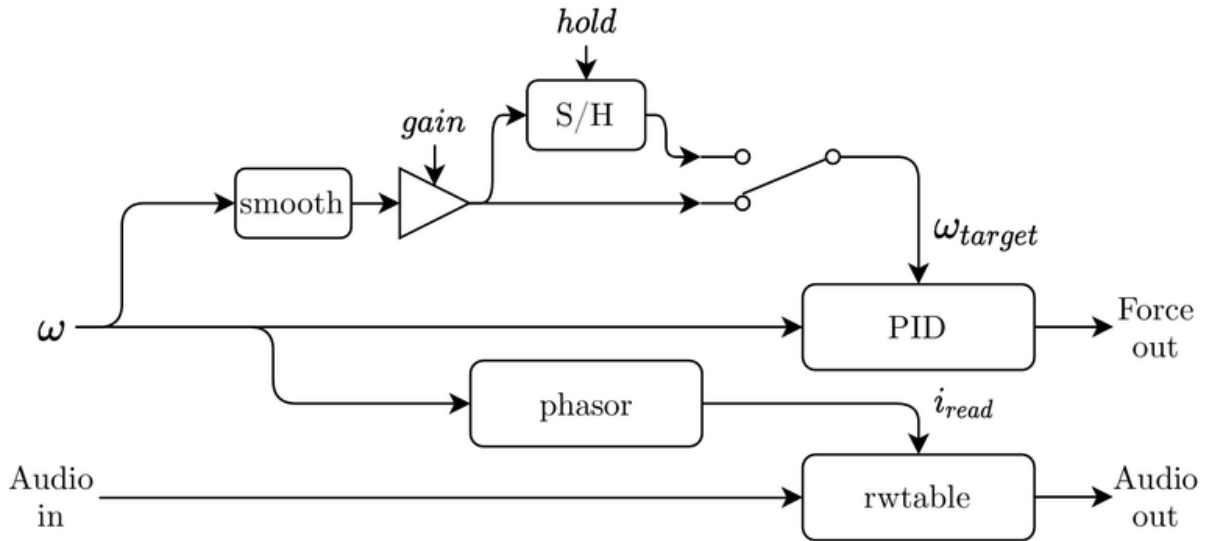 hold
S/H
gain
smooth
ω_target
ω
PID
Force
out
phasor
i_read
Audio
in
rwtable
Audio
out